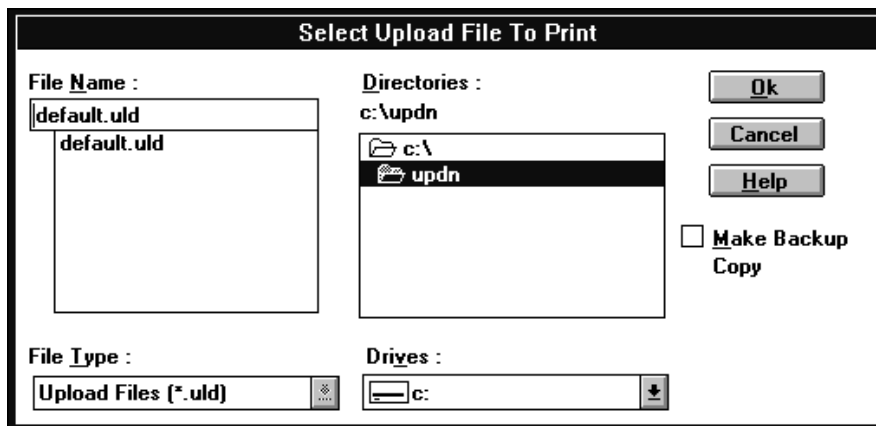 Select Upload File To Print
File Name :
default.uld
default.uld
Directories :
c:\updn
c:\
updn
Ok
Cancel
Help
Make Backup
Copy
File Type :
Upload Files (*.uld)
Drives :
c: